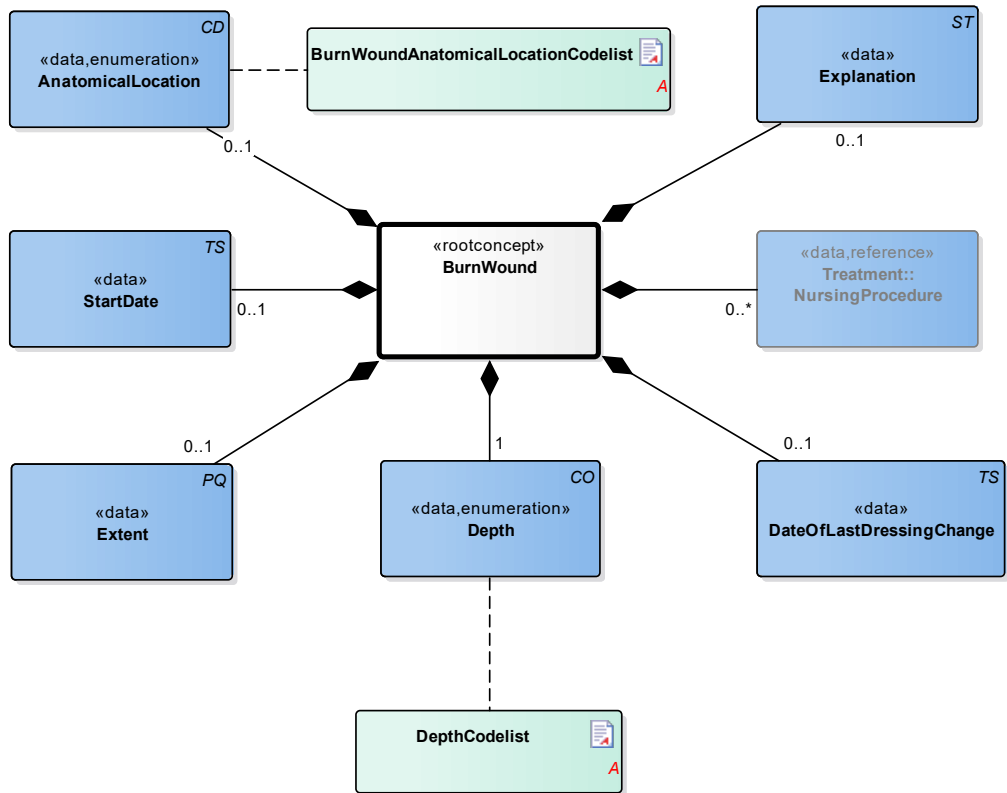 CD
«data,enumeration»
AnatomicalLocation
BurnWoundAnatomicalLocationCodelist
A
ST
«data»
Explanation
0..1
0..1
«rootconcept»
BurnWound
TS
«data»
StartDate
0..1
«data,reference»
Treatment::
NursingProcedure
0..*
0..1
1
0..1
PQ
«data»
Extent
CO
«data,enumeration»
Depth
TS
«data»
DateOfLastDressingChange
DepthCodelist
A